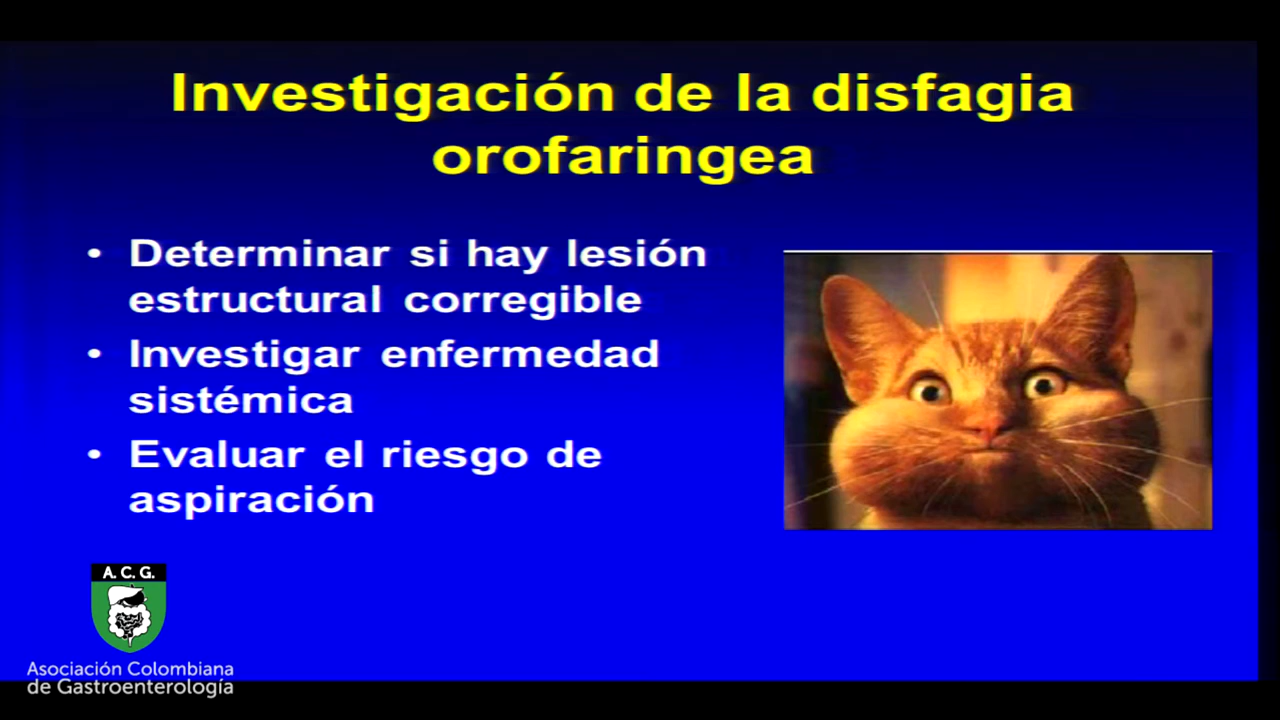 Investigación de la disfagia
orofaringea
• Determinar si hay lesión
estructural corregible
• Investigar enfermedad
sistémica
• Evaluar el riesgo de
aspiración
A. C. G.
Asociación Colombiana
de Gastroenterología